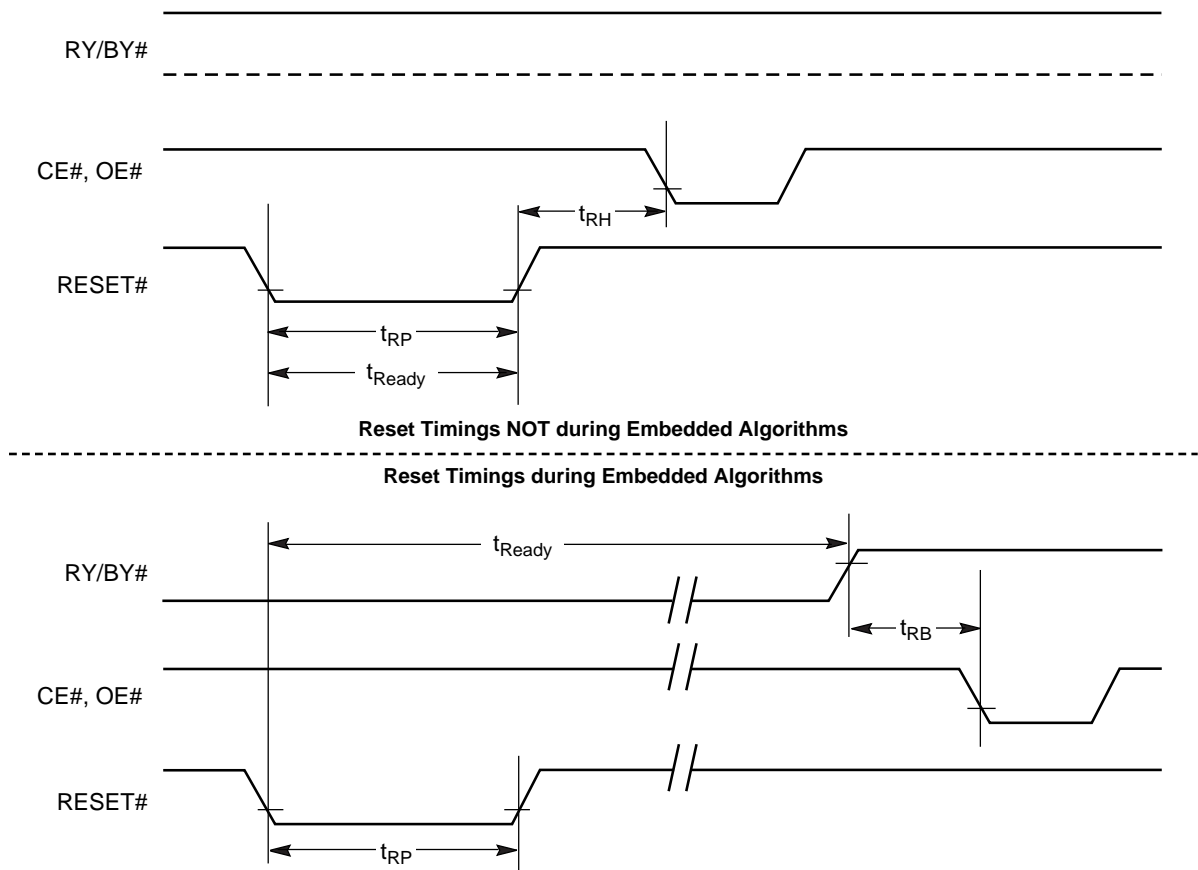 RY/BY#
CE#, OE#
tRH
RESET#
tRP
tReady
Reset Timings NOT during Embedded Algorithms
Reset Timings during Embedded Algorithms
tReady
RY/BY#
tRB
CE#, OE#
RESET#
tRP